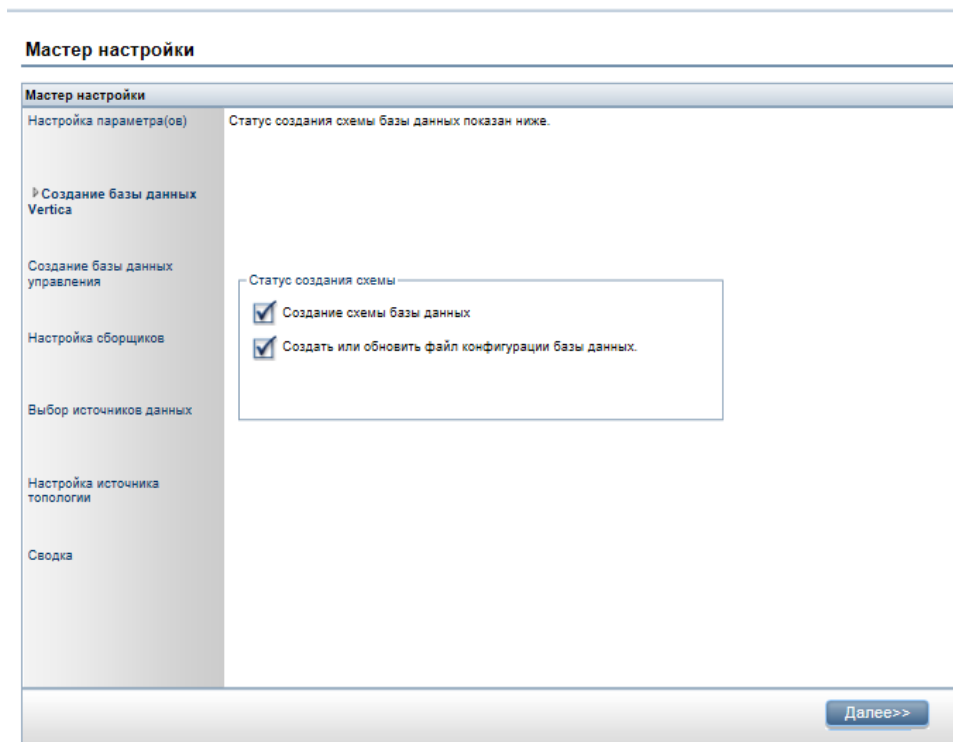 Мастер настройки
Мастер настройки
Настройка параметра(ов)
Статус создания схемы базы данных показан ниже.
Создание базы данных
Vertica
Создание базы данных
управления
Статус создания схемы
Создание схемы базы данных
Настройка сборщиков
Создать или обновить файл конфигурации базы данных.
Выбор источников данных
Настройка источника
топологии
Сводка
Далее>>